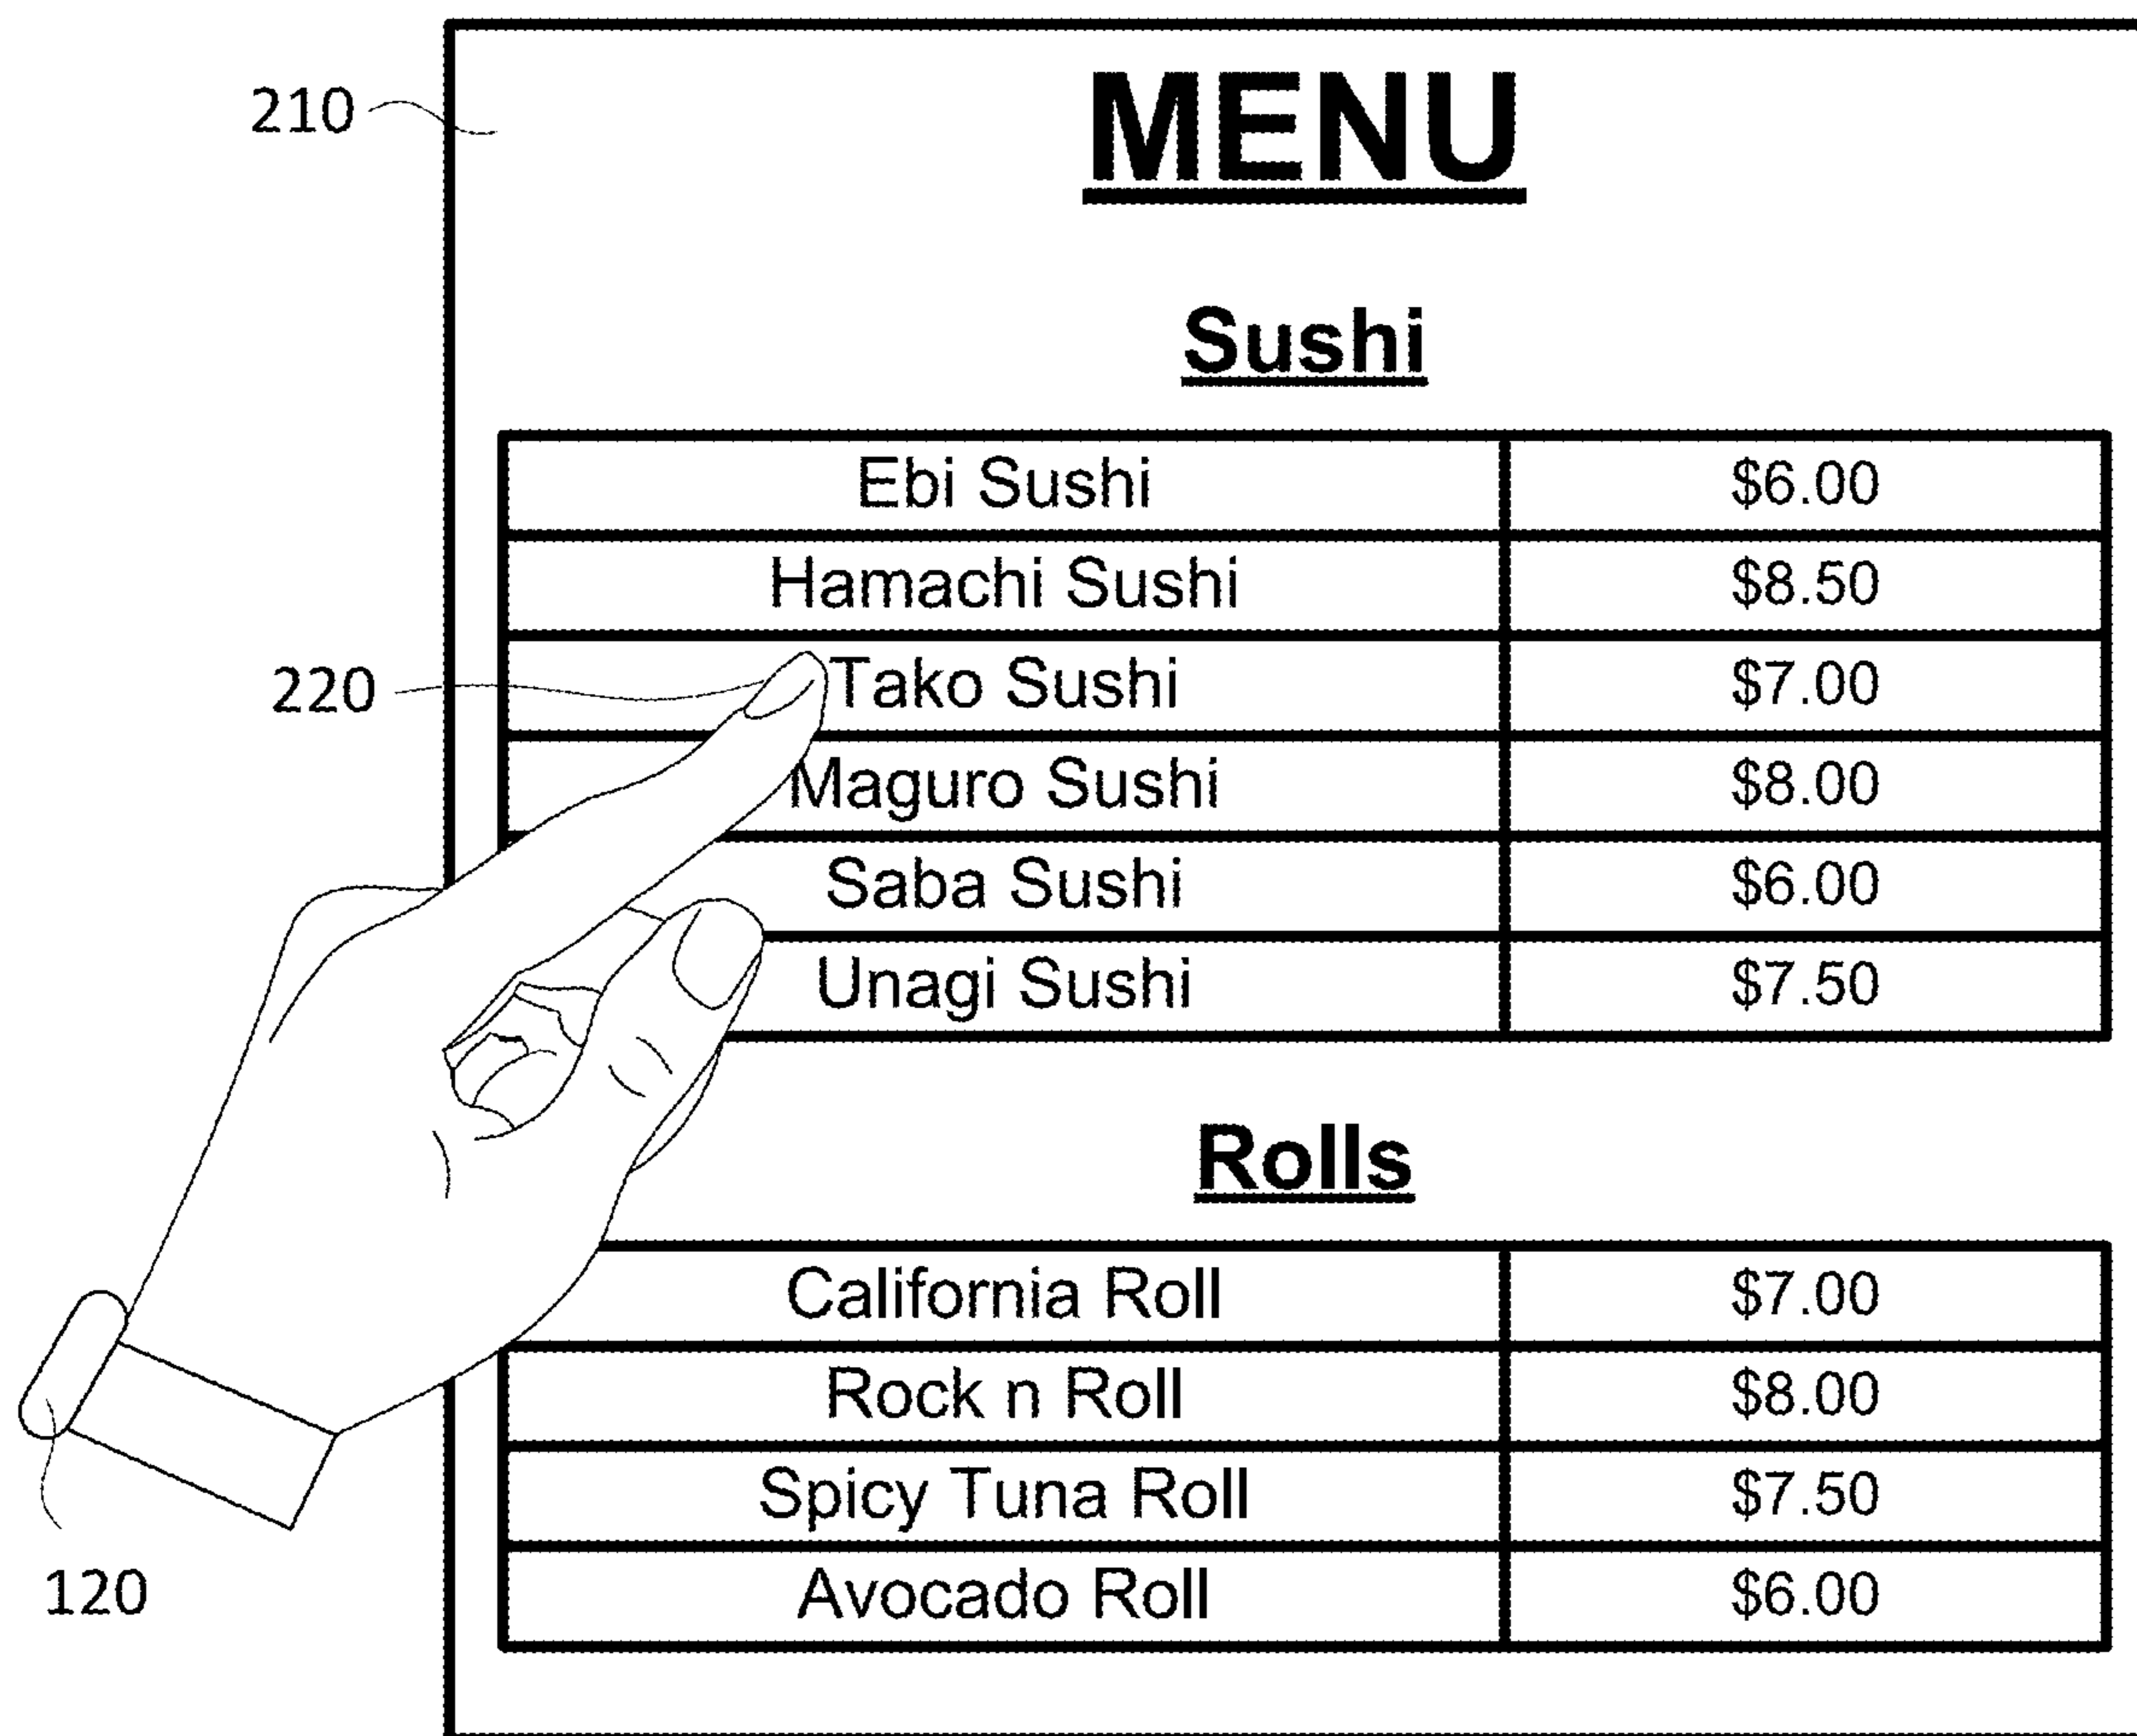 210
MENU
Sushi
Ebi Sushi $6.00
Hamachi Sushi $8.50
220
Tako Sushi $7.00
Maguro Sushi $8.00
Saba Sushi $6.00
Unagi Sushi $7.50
Rolls
California Roll $7.00
Rock n Roll $8.00
Spicy Tuna Roll $7.50
120
Avocado Roll $6.00